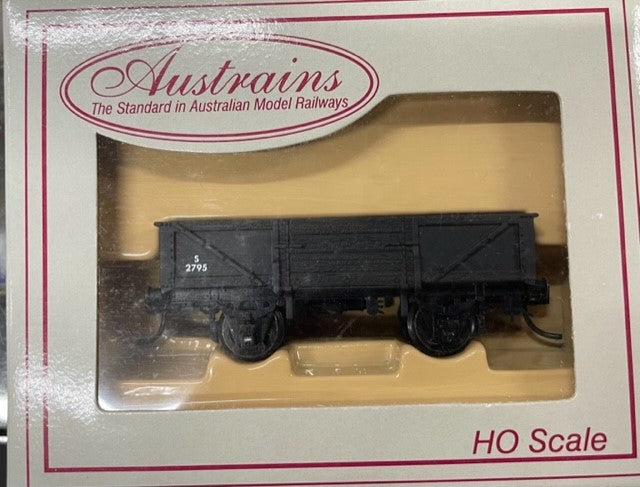 Austrains
The Standard in Australian Model Railways
S
2795
HO Scale